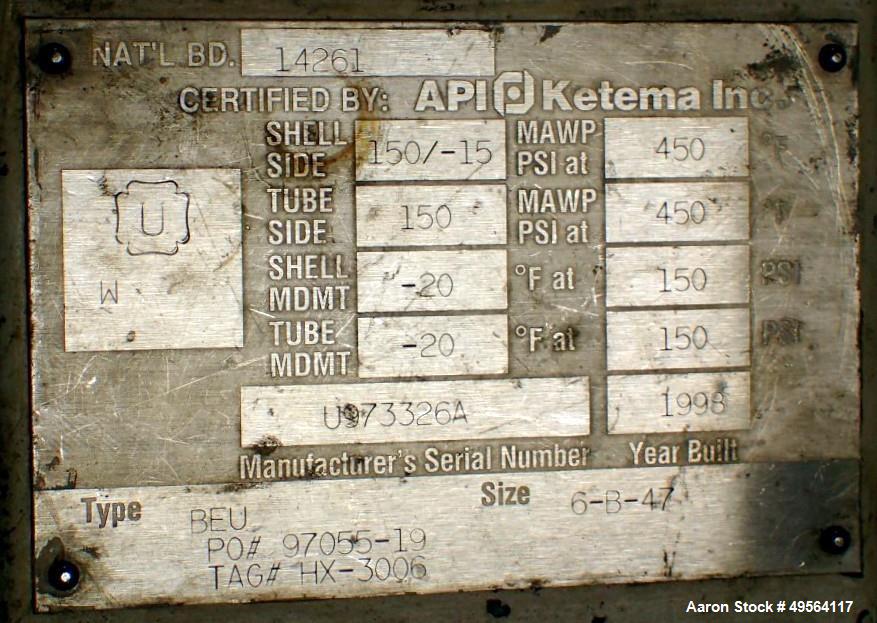 NAT'L BD. 14261
CERTIFIED BY: API Ketema Inc.
SHELL SIDE 150/-15 MAWP PSI at 450 °F
TUBE SIDE 150 MAWP PSI at 450 °F
SHELL MDMT -20 °F at 150 PSI
TUBE MDMT -20 °F at 150 PSI
U
W
U973326A 1998
Manufacturer's Serial Number Year Built
Type BEU Size 6-B-47
PO# 97055-19
TAG# HX-3006
Aaron Stock # 49564117